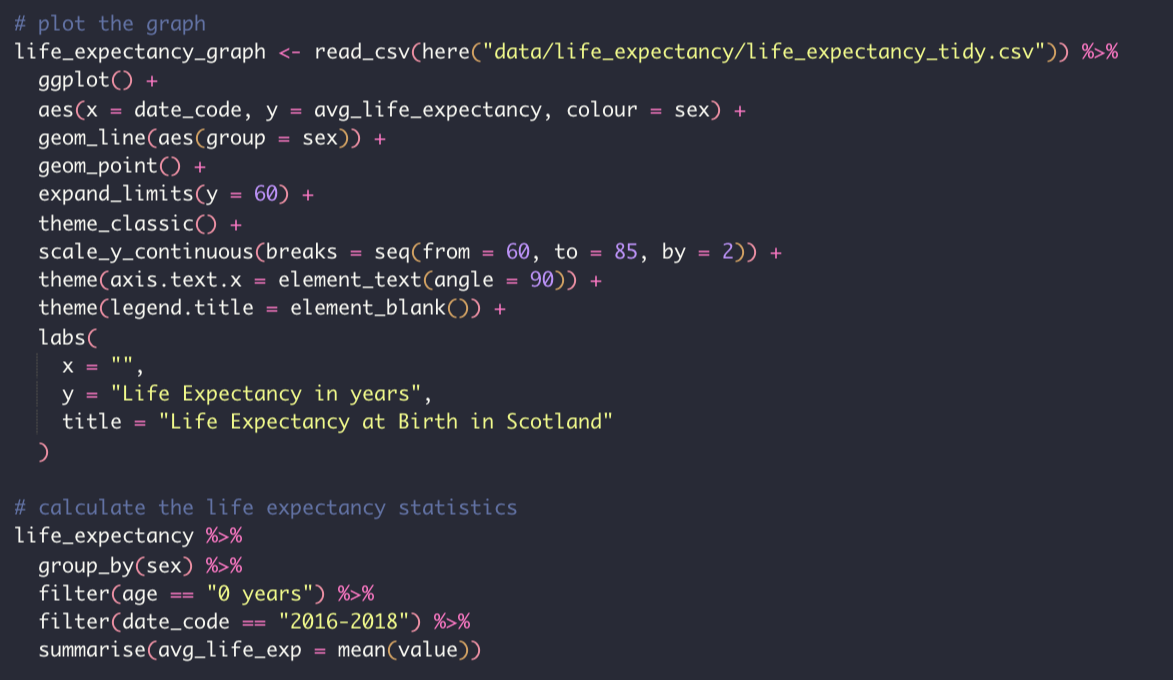 # plot the graph
life_expectancy_graph <- read_csv(here("data/life_expectancy/life_expectancy_tidy.csv")) %>%
  ggplot() +
  aes(x = date_code, y = avg_life_expectancy, colour = sex) +
  geom_line(aes(group = sex)) +
  geom_point() +
  expand_limits(y = 60) +
  theme_classic() +
  scale_y_continuous(breaks = seq(from = 60, to = 85, by = 2)) +
  theme(axis.text.x = element_text(angle = 90)) +
  theme(legend.title = element_blank()) +
  labs(
    x = "",
    y = "Life Expectancy in years",
    title = "Life Expectancy at Birth in Scotland"
  )

# calculate the life expectancy statistics
life_expectancy %>%
  group_by(sex) %>%
  filter(age == "0 years") %>%
  filter(date_code == "2016-2018") %>%
  summarise(avg_life_exp = mean(value))